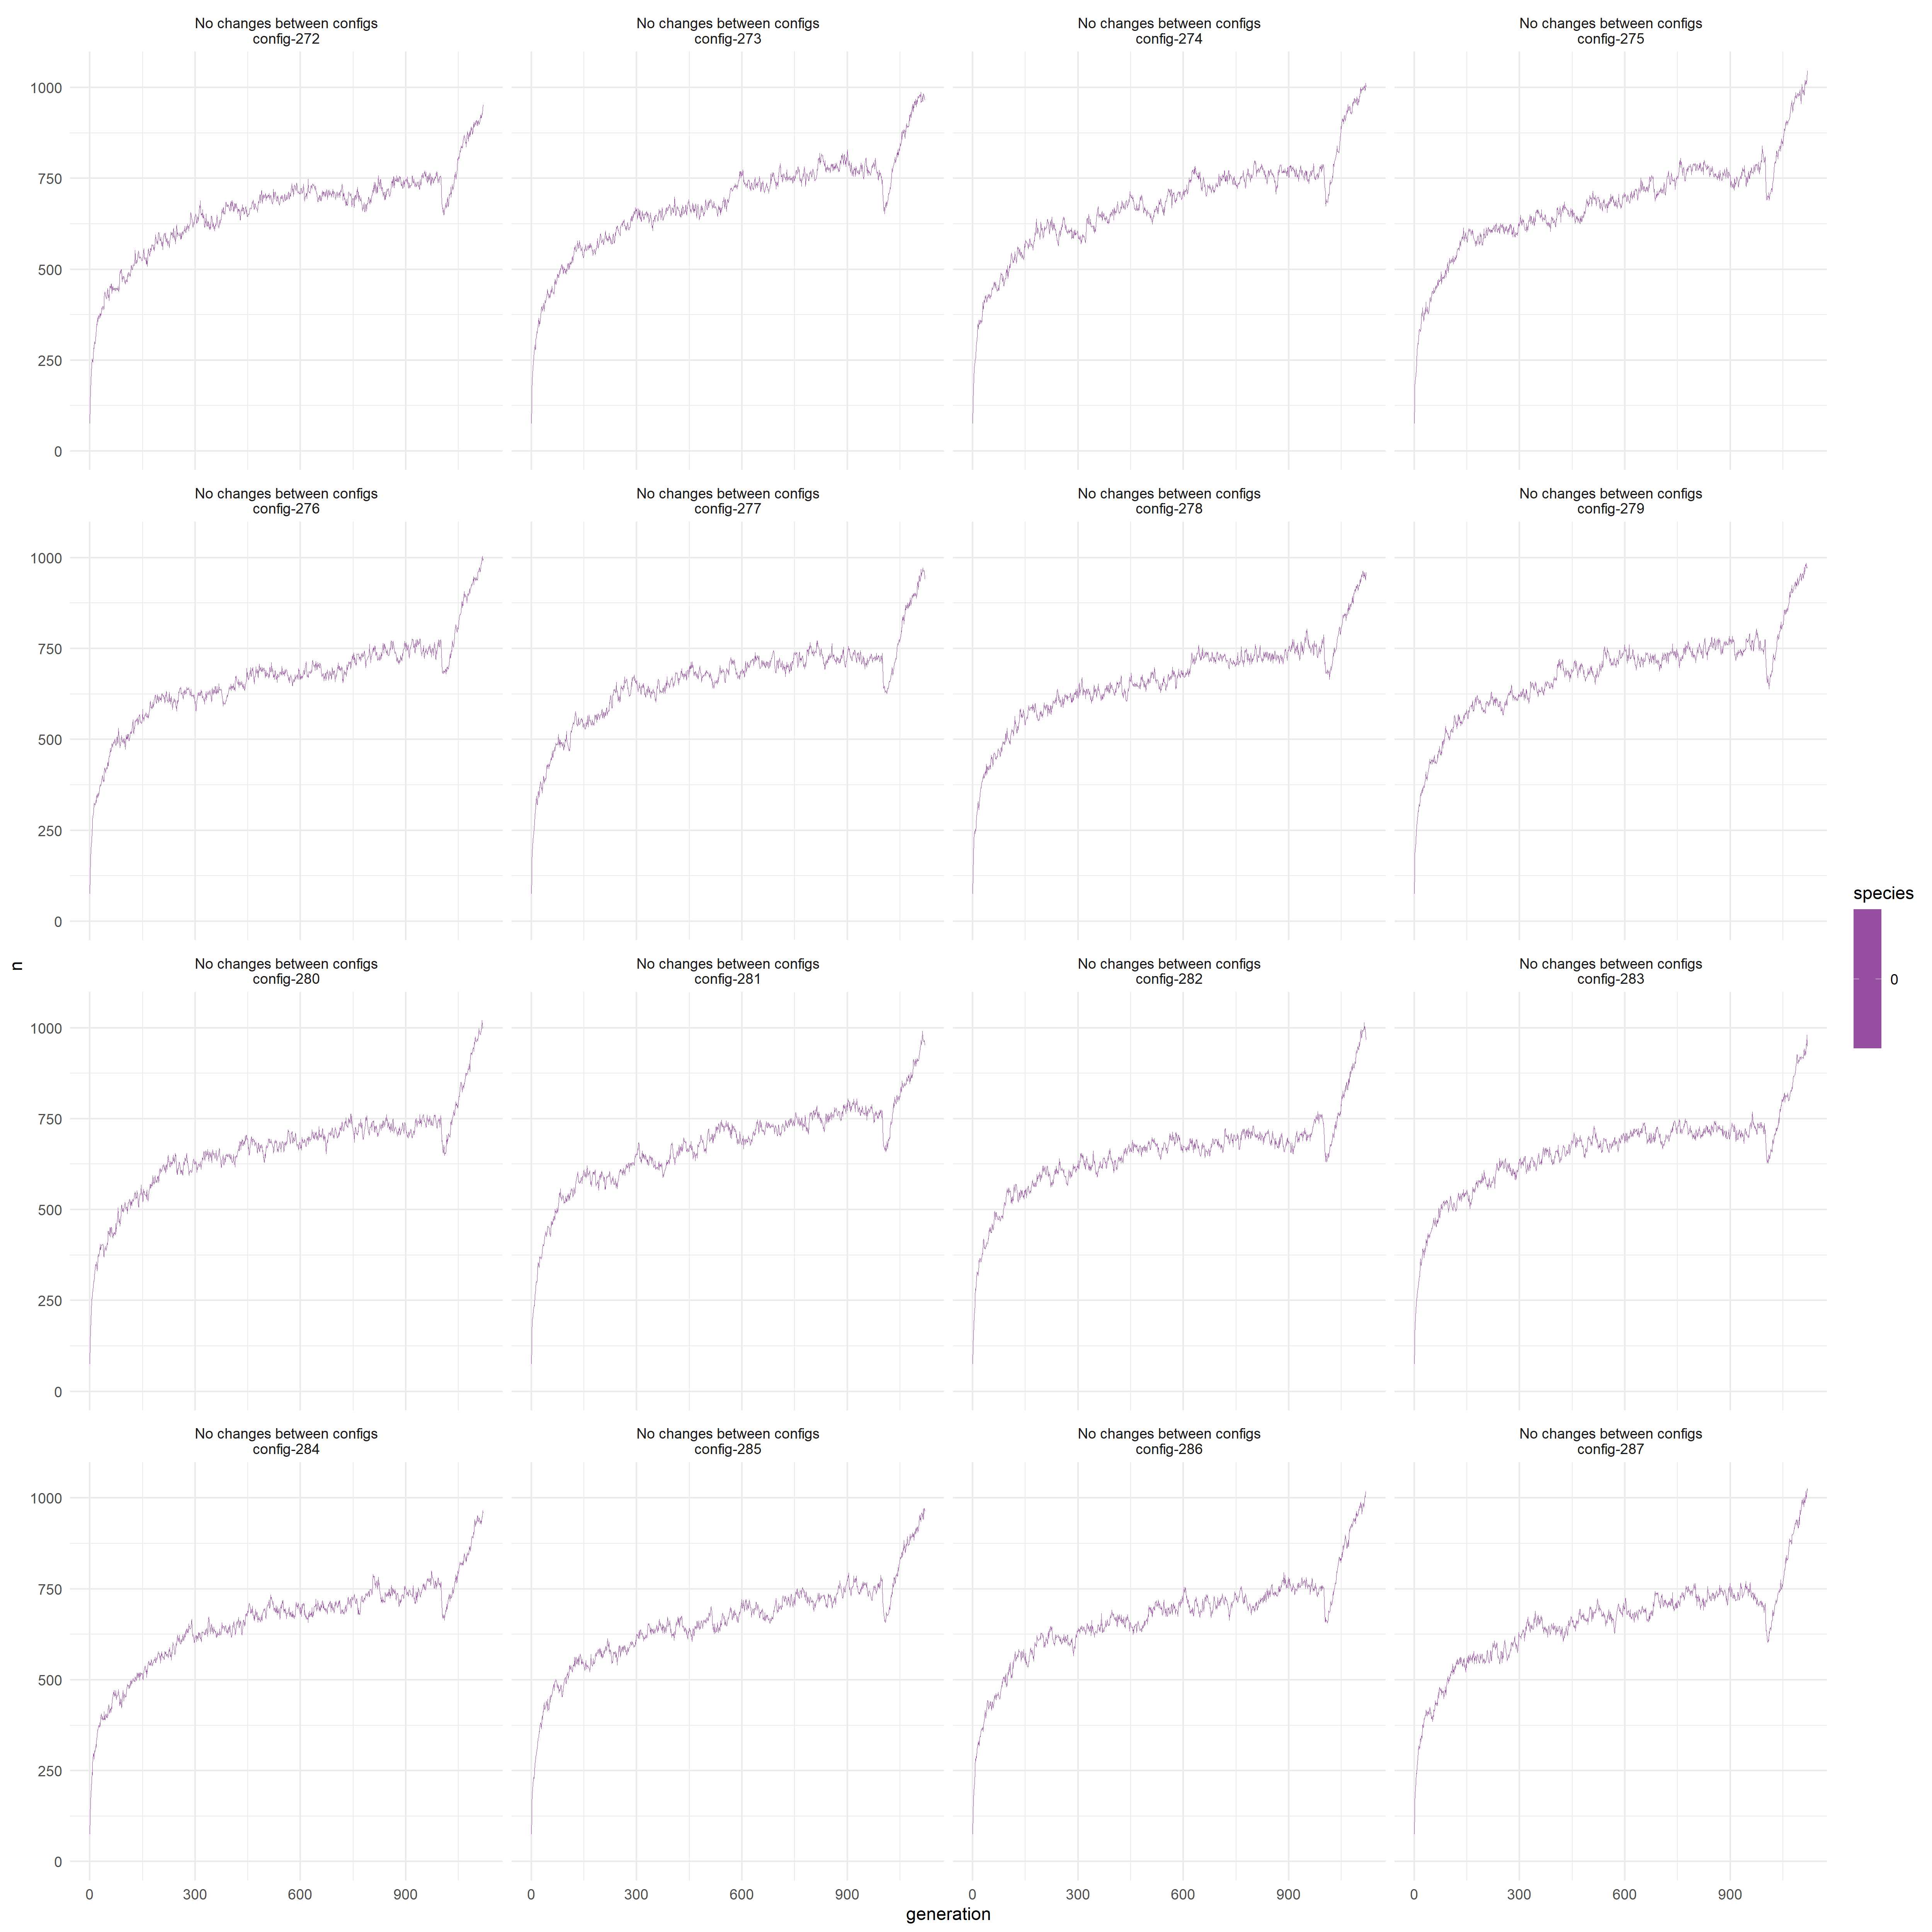 No changes between configs
config-272
No changes between configs
config-273
No changes between configs
config-274
No changes between configs
config-275
1000
750
500
250
0
No changes between configs
config-276
No changes between configs
config-277
No changes between configs
config-278
No changes between configs
config-279
1000
750
500
250
0
No changes between configs
config-280
No changes between configs
config-281
No changes between configs
config-282
No changes between configs
config-283
1000
750
500
250
0
No changes between configs
config-284
No changes between configs
config-285
No changes between configs
config-286
No changes between configs
config-287
1000
750
500
250
0
0 300 600 900
0 300 600 900
0 300 600 900
0 300 600 900
generation
n
species
0